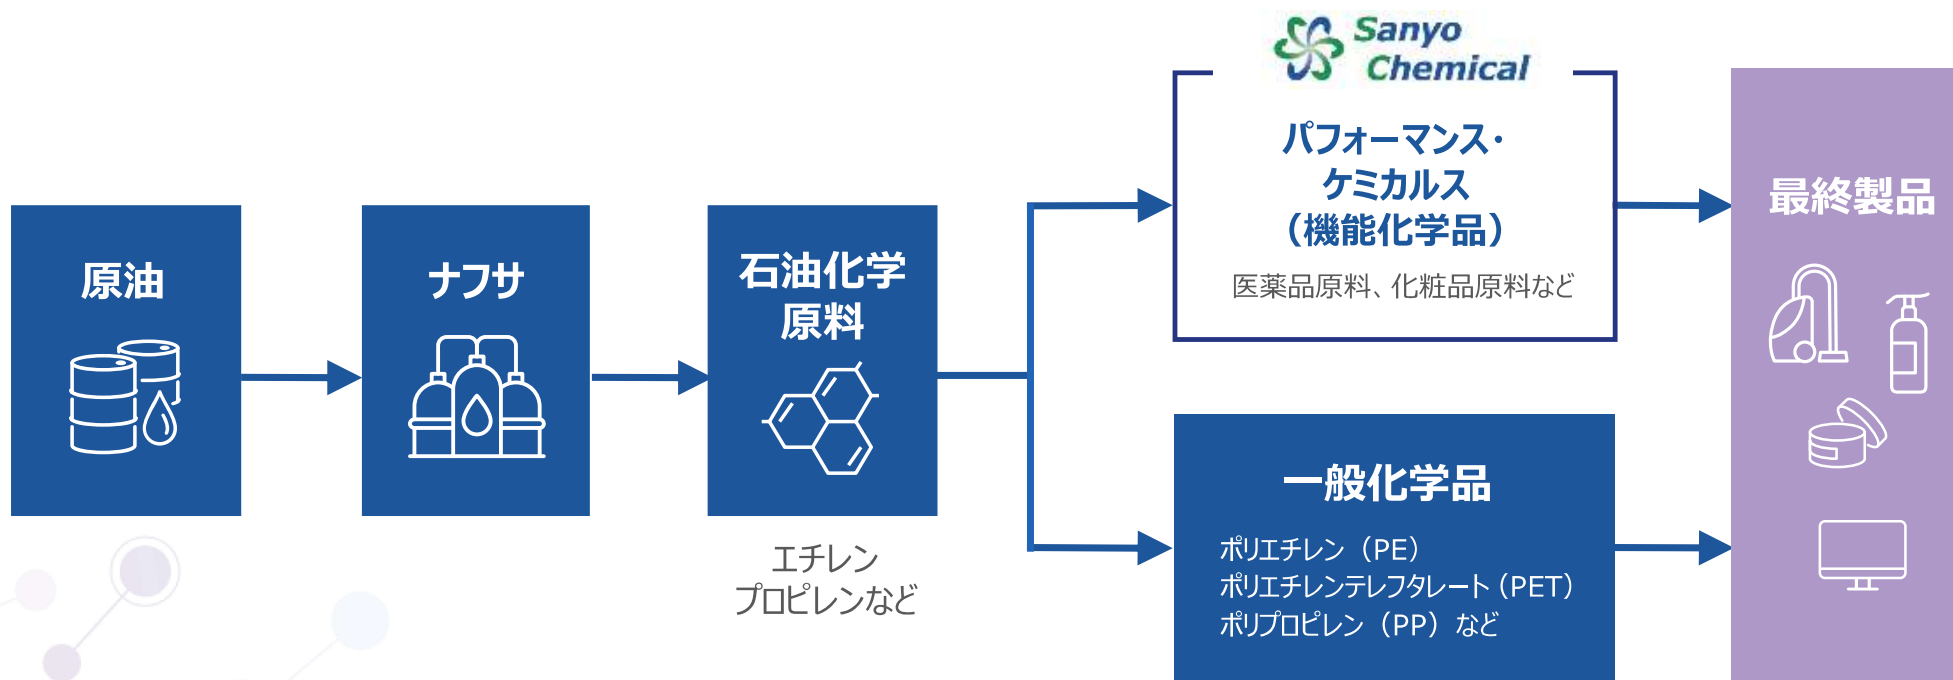 Sanyo
Chemical
原油
ナフサ
石油化学
原料
エチレン
プロピレンなど
パフォーマンス・
ケミカルス
（機能化学品）
医薬品原料、化粧品原料など
一般化学品
ポリエチレン（PE）
ポリエチレンテレフタレート（PET）
ポリプロピレン（PP）など
最終製品